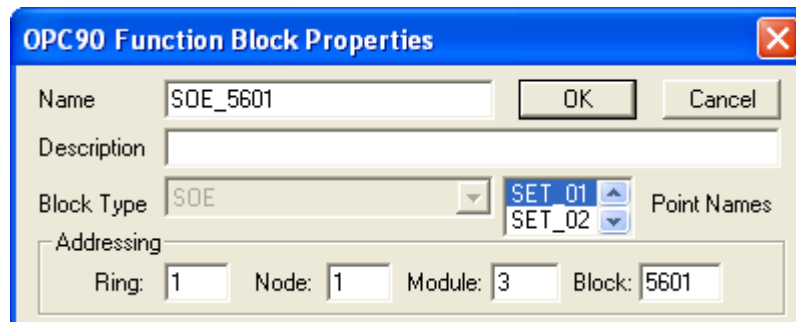 OPC90 Function Block Properties
Name SOE_5601 OK Cancel
Description
Block Type SOE SET_01 Point Names
SET_02
Addressing
Ring: 1 Node: 1 Module: 3 Block: 5601